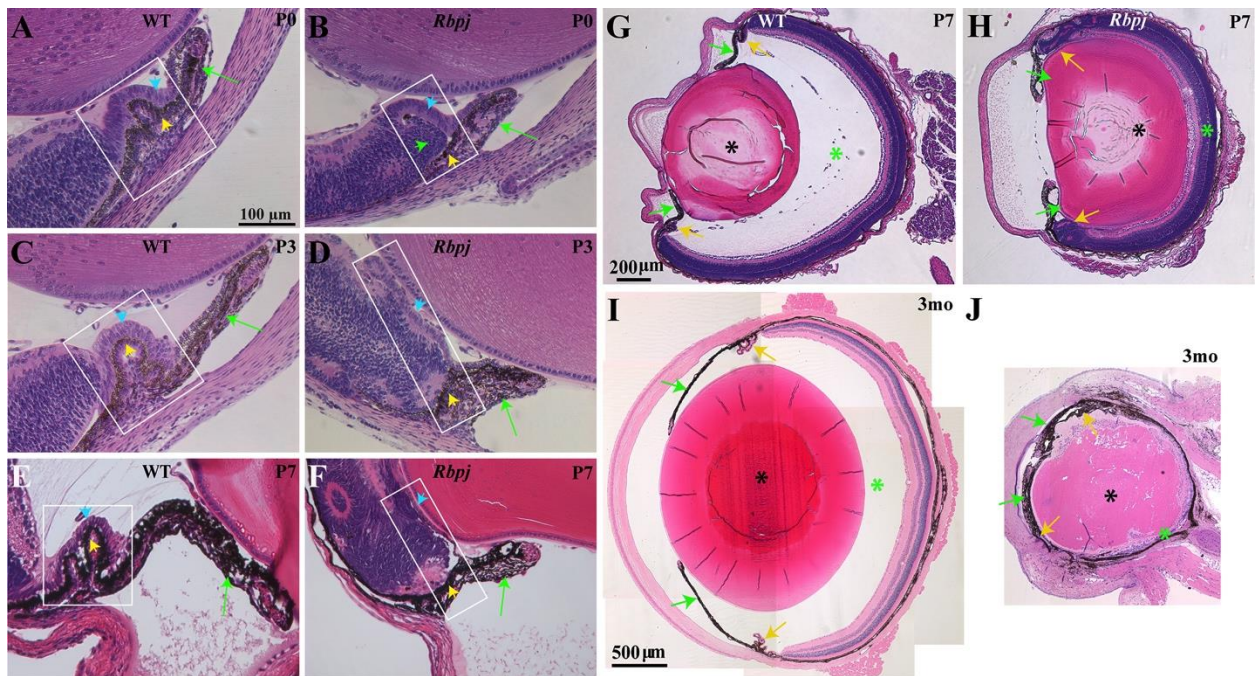 A WT P0
100 µm
B Rbpj P0
C WT P3
D Rbpj P3
E WT P7
F Rbpj P7
G WT P7
* *
200µm
H Rbpj P7
* *
I 3mo
* *
500µm
J 3mo
* *